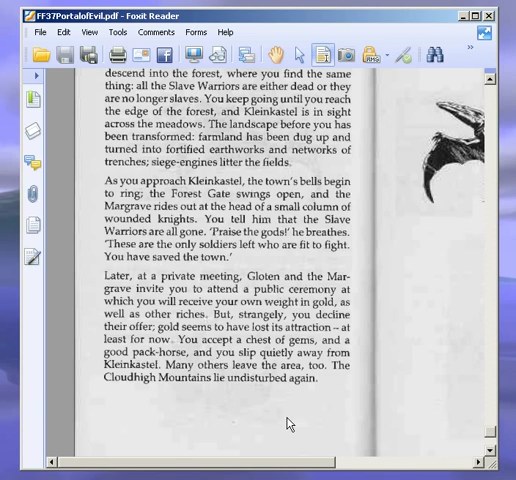 FF37PortalofEvil.pdf - Foxit Reader
File Edit View Tools Comments Forms Help
descend into the forest, where you find the same
thing: all the Slave Warriors are either dead or they
are no longer slaves. You keep going until you reach
the edge of the forest, and Kleinkastel is in sight
across the meadows. The landscape before you has
been transformed: farmland has been dug up and
turned into fortified earthworks and networks of
trenches; siege-engines litter the fields.
As you approach Kleinkastel, the town's bells begin
to ring; the Forest Gate swings open, and the
Margrave rides out at the head of a small column of
wounded knights. You tell him that the Slave
Warriors are all gone. 'Praise the gods!' he breathes.
'These are the only soldiers left who are fit to fight.
You have saved the town.'
Later, at a private meeting, Gloten and the Mar-
grave invite you to attend a public ceremony at
which you will receive your own weight in gold, as
well as other riches. But, strangely, you decline
their offer; gold seems to have lost its attraction – at
least for now. You accept a chest of gems, and a
good pack-horse, and you slip quietly away from
Kleinkastel. Many others leave the area, too. The
Cloudhigh Mountains lie undisturbed again.